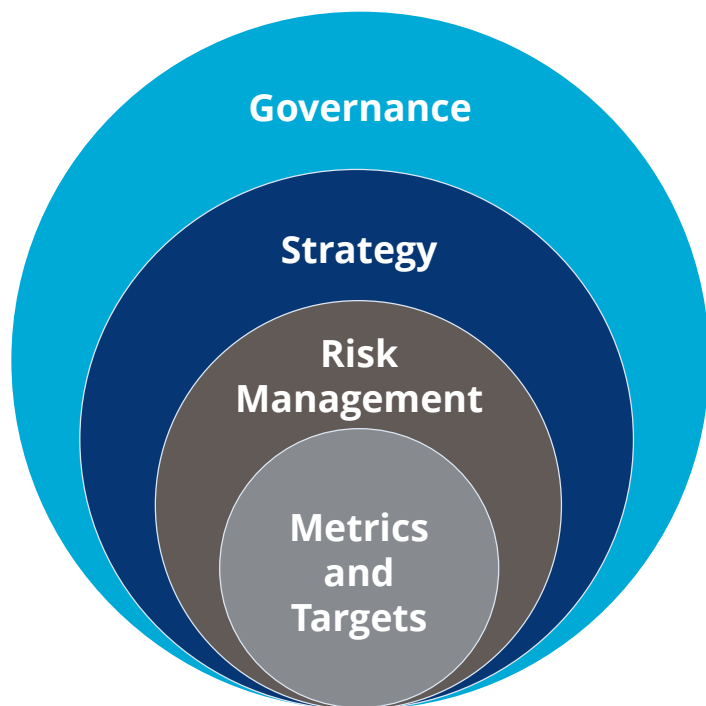 Governance
Strategy
Risk
Management
Metrics
and
Targets